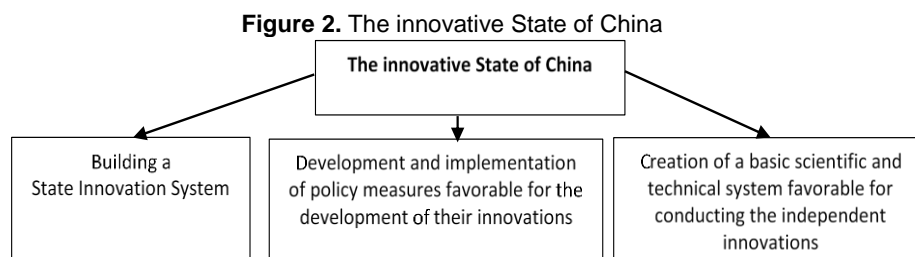 Figure 2. The innovative State of China
The innovative State of China
Building a
State Innovation System
Development and implementation
of policy measures favorable for the
development of their innovations
Creation of a basic scientific and
technical system favorable for
conducting the independent
innovations